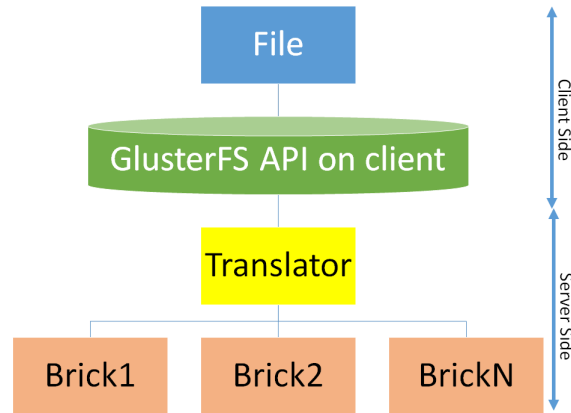 File
Client Side
GlusterFS API on client
Translator
Server Side
Brick1
Brick2
BrickN